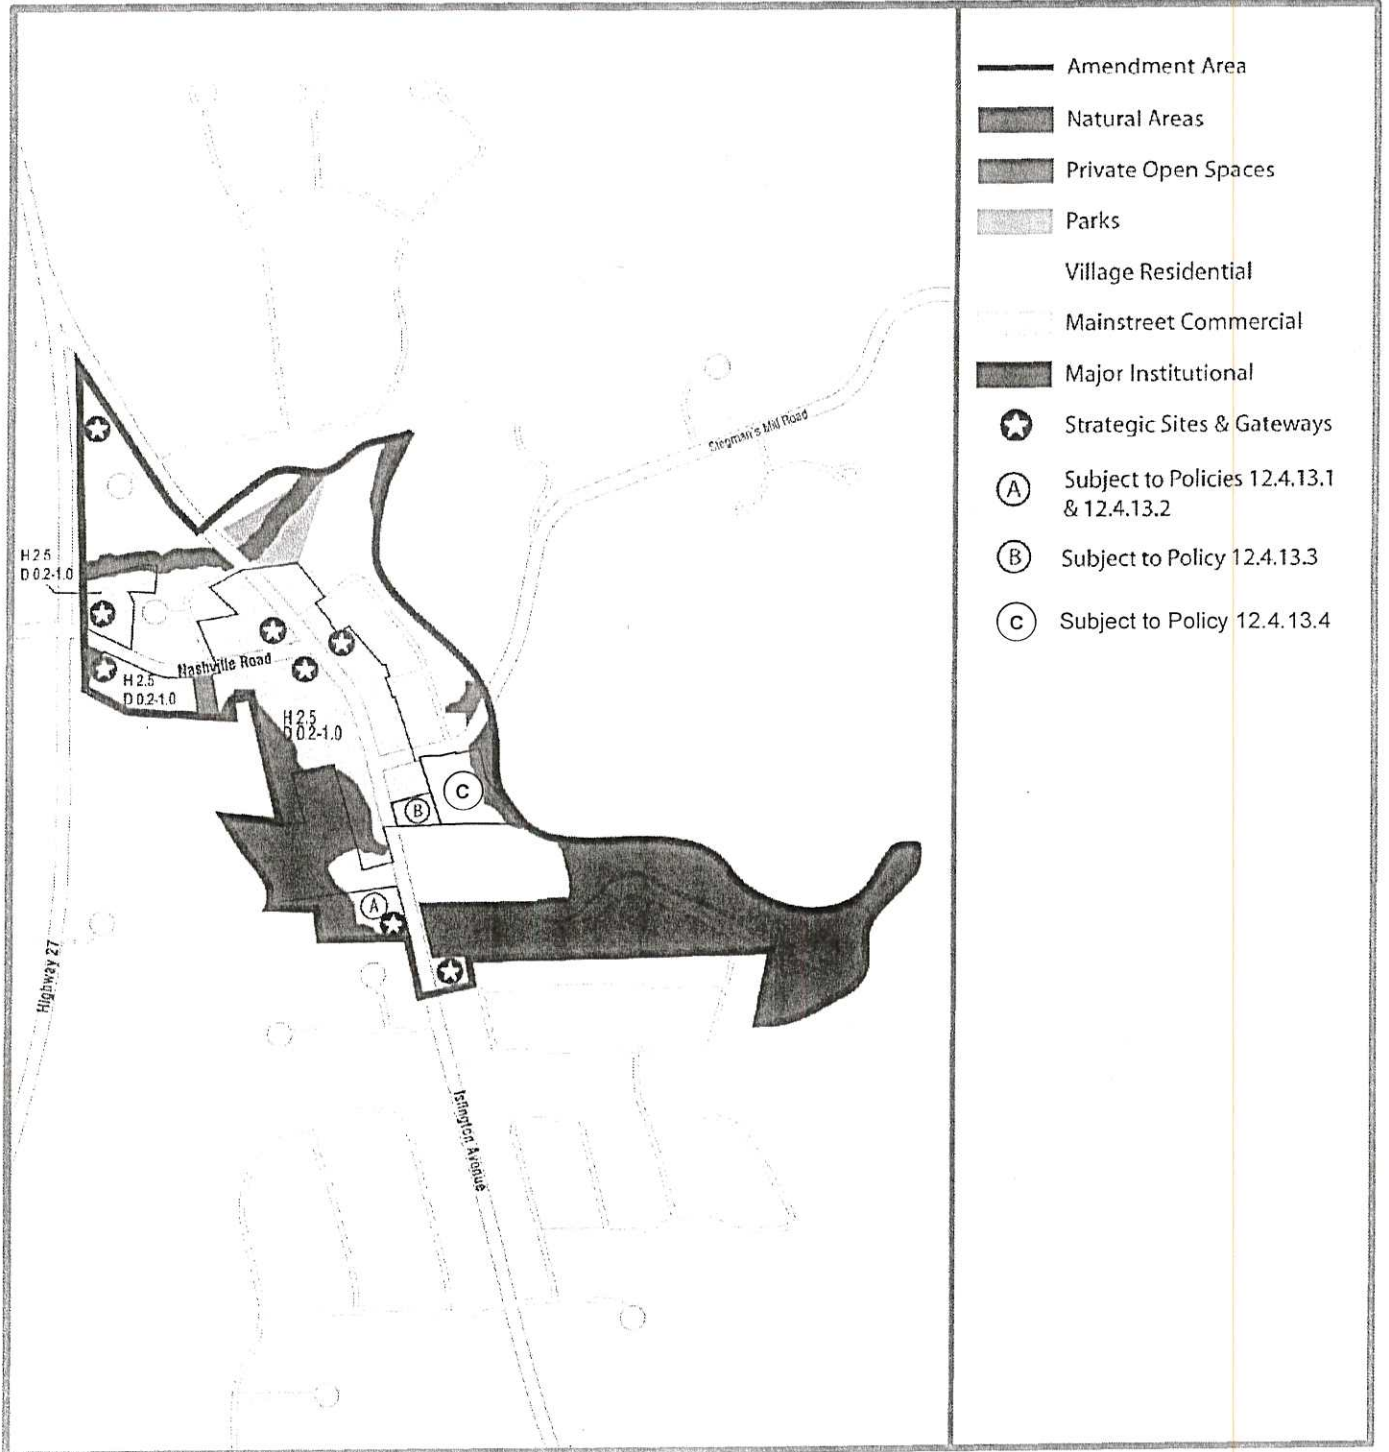 Amendment Area
Natural Areas
Private Open Spaces
Parks
Village Residential
Mainstreet Commercial
Major Institutional
Strategic Sites & Gateways
A
Subject to Policies 12.4.13.1
& 12.4.13.2
B
Subject to Policy 12.4.13.3
C
Subject to Policy 12.4.13.4
Stegman's Mill Road
H 2.5
D 0.2-1.0
Nashville Road
H 2.5
D 0.2-1.0
H 2.5
D 0.2-1.0
C
B
A
Highway 27
Islington Avenue